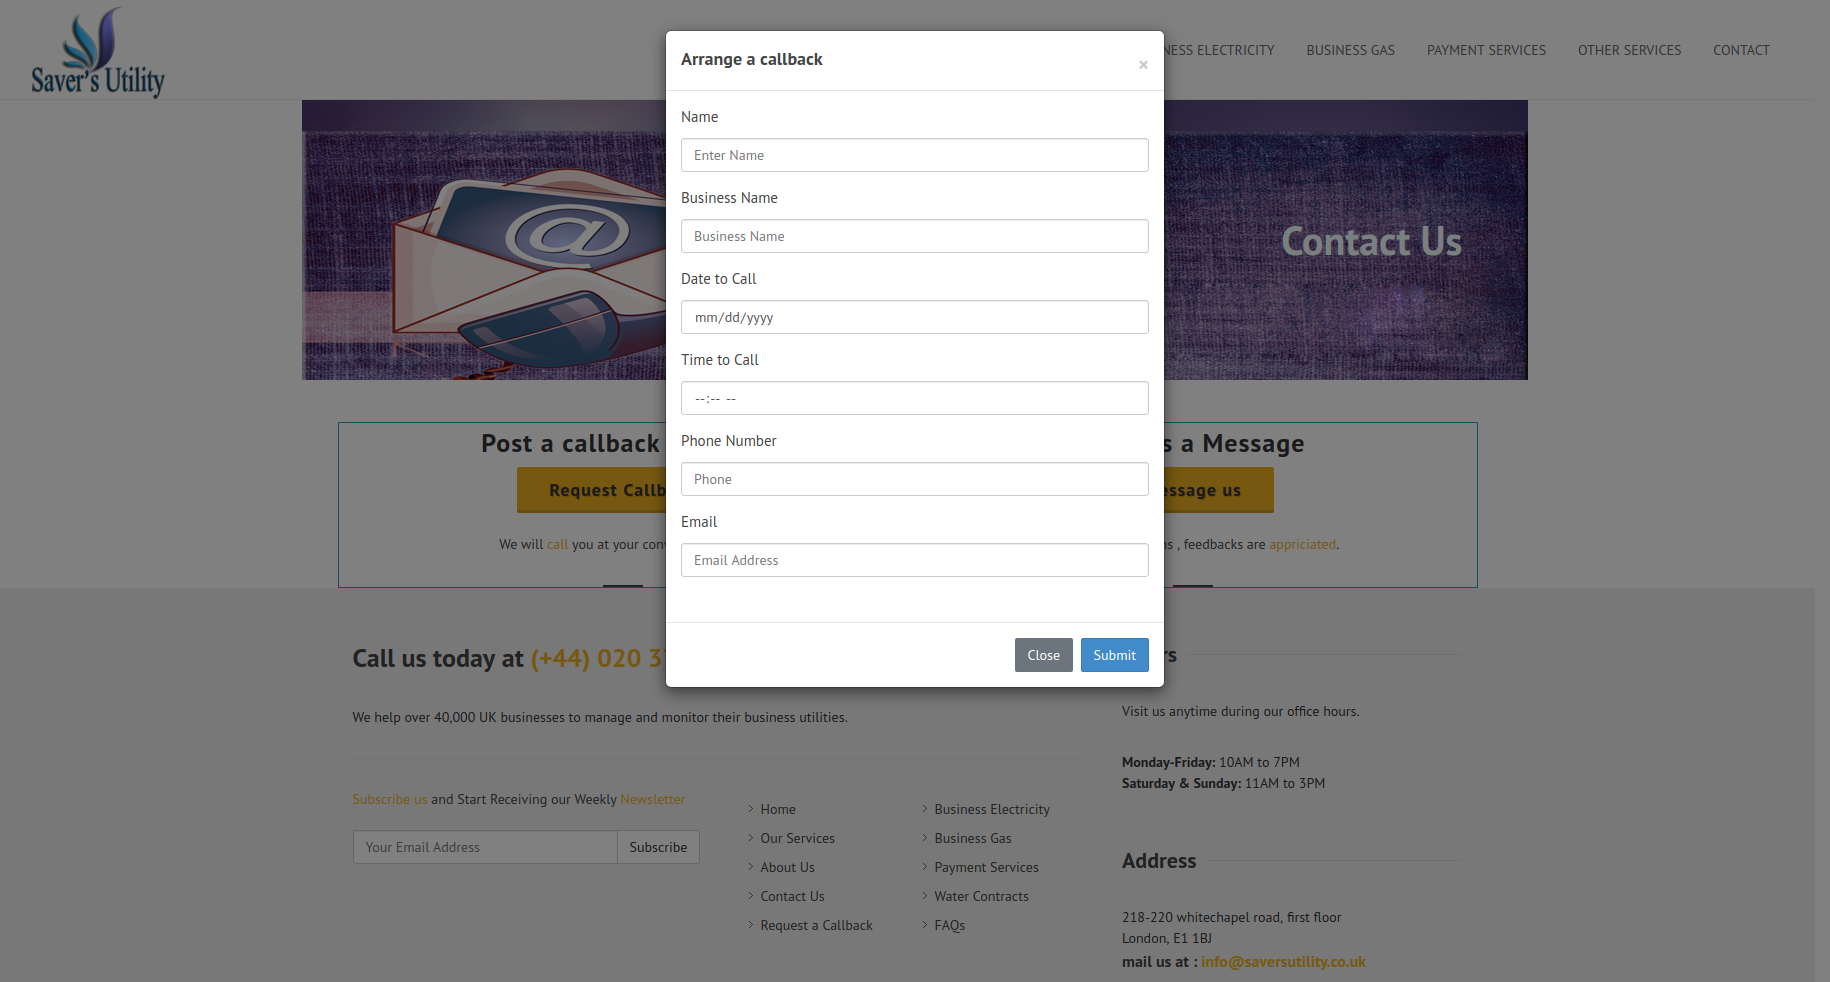 Saver's Utility
BUSINESS GAS
PAYMENT SERVICES
OTHER SERVICES
CONTACT
ELECTRICITY
Arrange a callback
×
Name
Enter Name
Business Name
Business Name
Date to Call
mm/dd/yyyy
Time to Call
--:-- --
Phone Number
Phone
Email
Email Address
Close
Submit
@
Contact Us
Post a callback
a Message
Request
us
We will call you at your
, feedbacks are appriciated.
Call us today at (+44) 020
We help over 40,000 UK businesses to manage and monitor their business utilities.
Subscribe us and Start Receiving our Weekly Newsletter
Your Email Address
Subscribe
Home
Our Services
About Us
Contact Us
Request a Callback
Business Electricity
Business Gas
Payment Services
Water Contracts
FAQs
Visit us anytime during our office hours.
Monday-Friday: 10AM to 7PM
Saturday & Sunday: 11AM to 3PM
Address
218-220 whitechapel road, first floor
London, E1 1BJ
mail us at : info@saversutility.co.uk